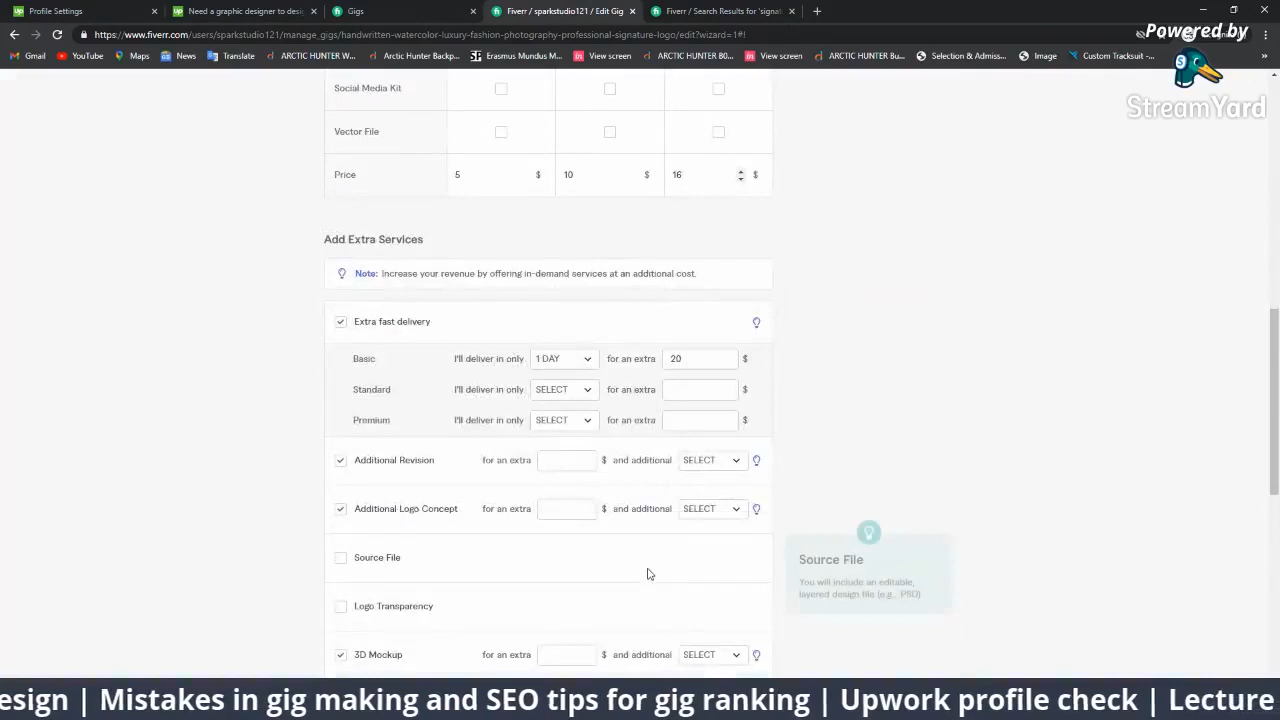 Profile Settings
Need a graphic designer to desi
Gigs
Fiverr / sparkstudio121 / Edit Gig
Fiverr / Search Results for 'signat
https://www.fiverr.com/users/sparkstudio121/manage_gigs/handwritten-watercolor-luxury-fashion-photography-professional-signature-logo/edit?wizard=1#!
Gmail
YouTube
Maps
News
Translate
ARCTIC HUNTER W...
Arctic Hunter Backp...
Erasmus Mundus M...
View screen
ARCTIC HUNTER 80...
View screen
ARCTIC HUNTER Bu...
Selection & Admiss...
Image
Custom Tracksuit -...
Powered by
StreamYard
Social Media Kit
Vector File
Price 5 $ 10 $ 16 $
Add Extra Services
Note: Increase your revenue by offering in-demand services at an additional cost.
Extra fast delivery
Basic I'll deliver in only 1 DAY for an extra 20 $
Standard I'll deliver in only SELECT for an extra $
Premium I'll deliver in only SELECT for an extra $
Additional Revision for an extra $ and additional SELECT
Additional Logo Concept for an extra $ and additional SELECT
Source File
Source File
You will include an editable,
layered design file (e.g., PSD)
Logo Transparency
3D Mockup for an extra $ and additional SELECT
esign | Mistakes in gig making and SEO tips for gig ranking | Upwork profile check | Lecture